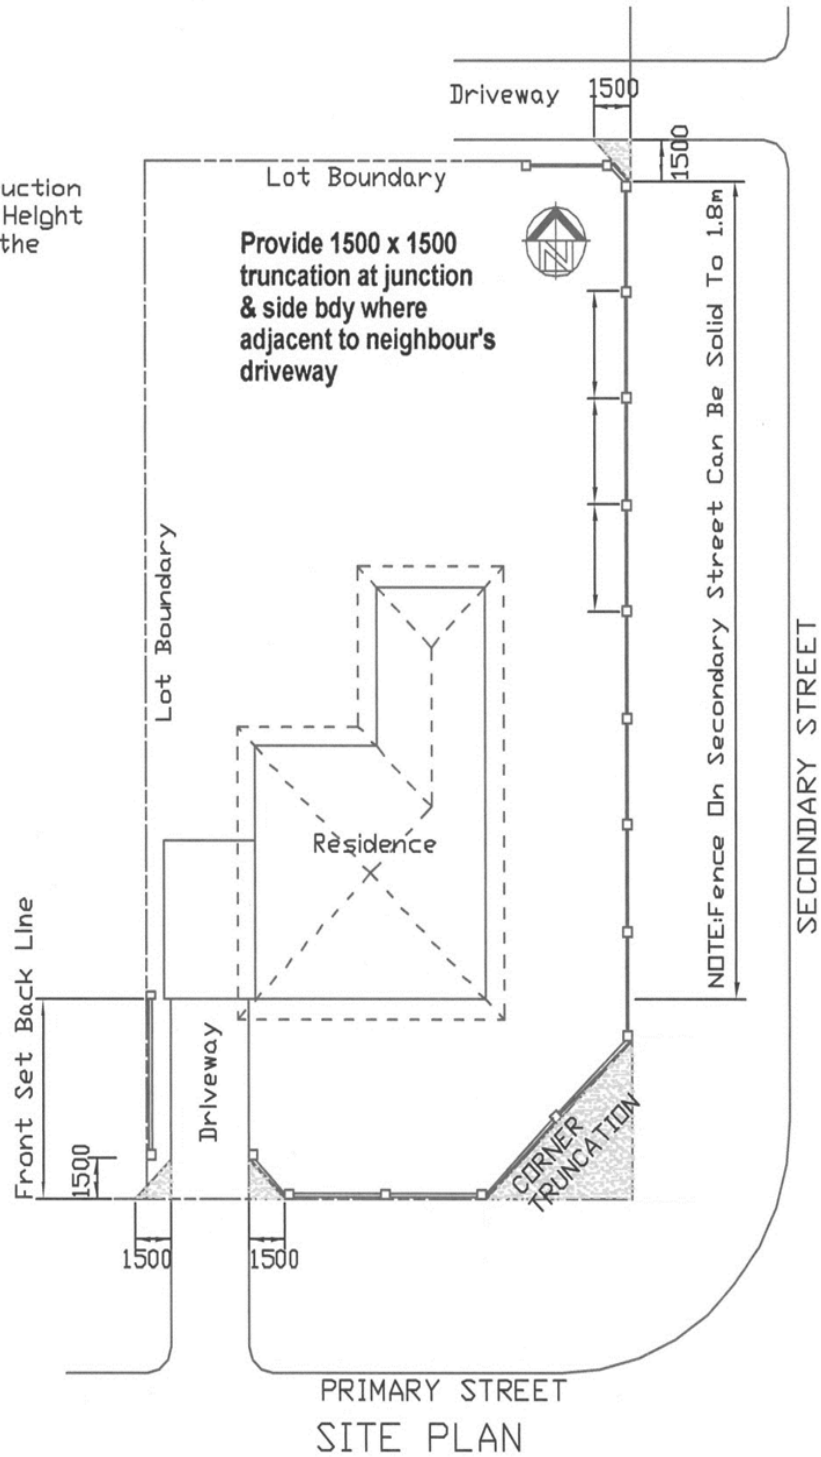 Driveway
1500
1500
uction
Height
the
Lot Boundary
Provide 1500 x 1500
truncation at junction
& side bdy where
adjacent to neighbour's
driveway
N
NOTE:Fence On Secondary Street Can Be Solid To 1.8m
SECONDARY STREET
Lot Boundary
Residence
Front Set Back Line
Driveway
1500
CORNER
TRUNCATION
1500
1500
PRIMARY STREET
SITE PLAN